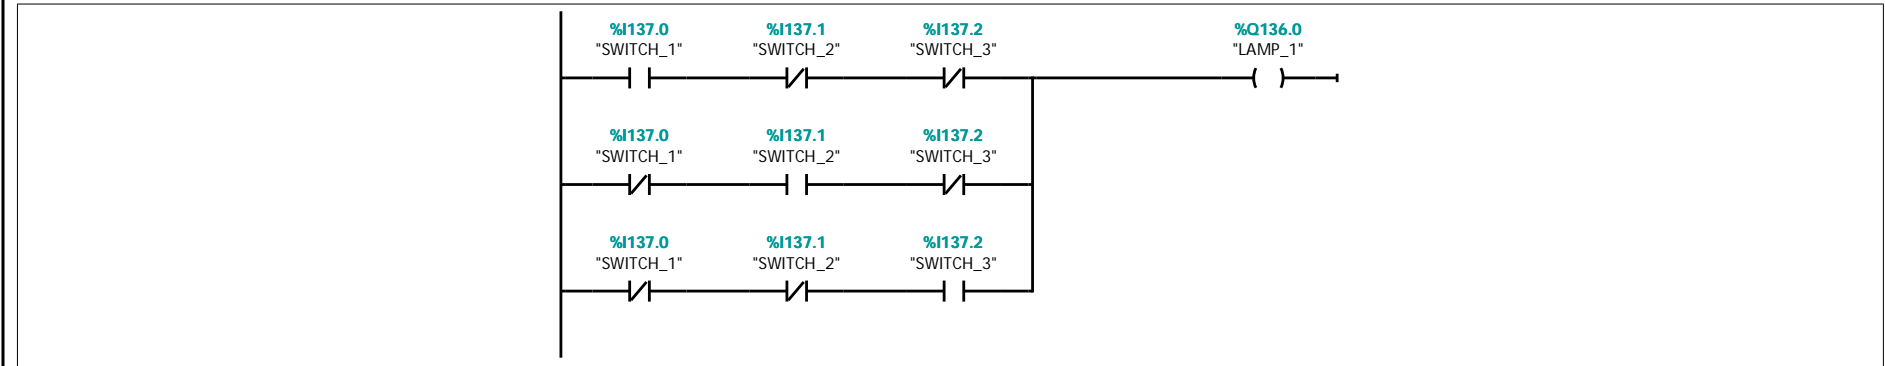 %I137.0 %I137.1 %I137.2 %Q136.0
"SWITCH_1" "SWITCH_2" "SWITCH_3" "LAMP_1"
%I137.0 %I137.1 %I137.2
"SWITCH_1" "SWITCH_2" "SWITCH_3"
%I137.0 %I137.1 %I137.2
"SWITCH_1" "SWITCH_2" "SWITCH_3"